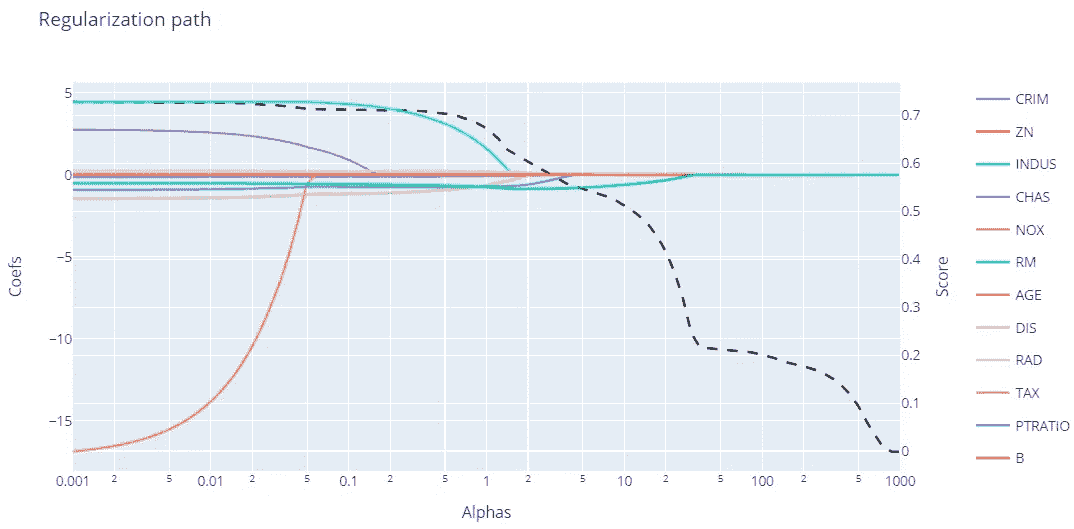 Regularization path
5
0
−5
−10
−15
Coefs
0.7
0.6
0.5
0.4
0.3
0.2
0.1
0
Score
0.001 2 5 0.01 2 5 0.1 2 5 1 2 5 10 2 5 100 2 5 1000
Alphas
CRIM
ZN
INDUS
CHAS
NOX
RM
AGE
DIS
RAD
TAX
PTRATIO
B